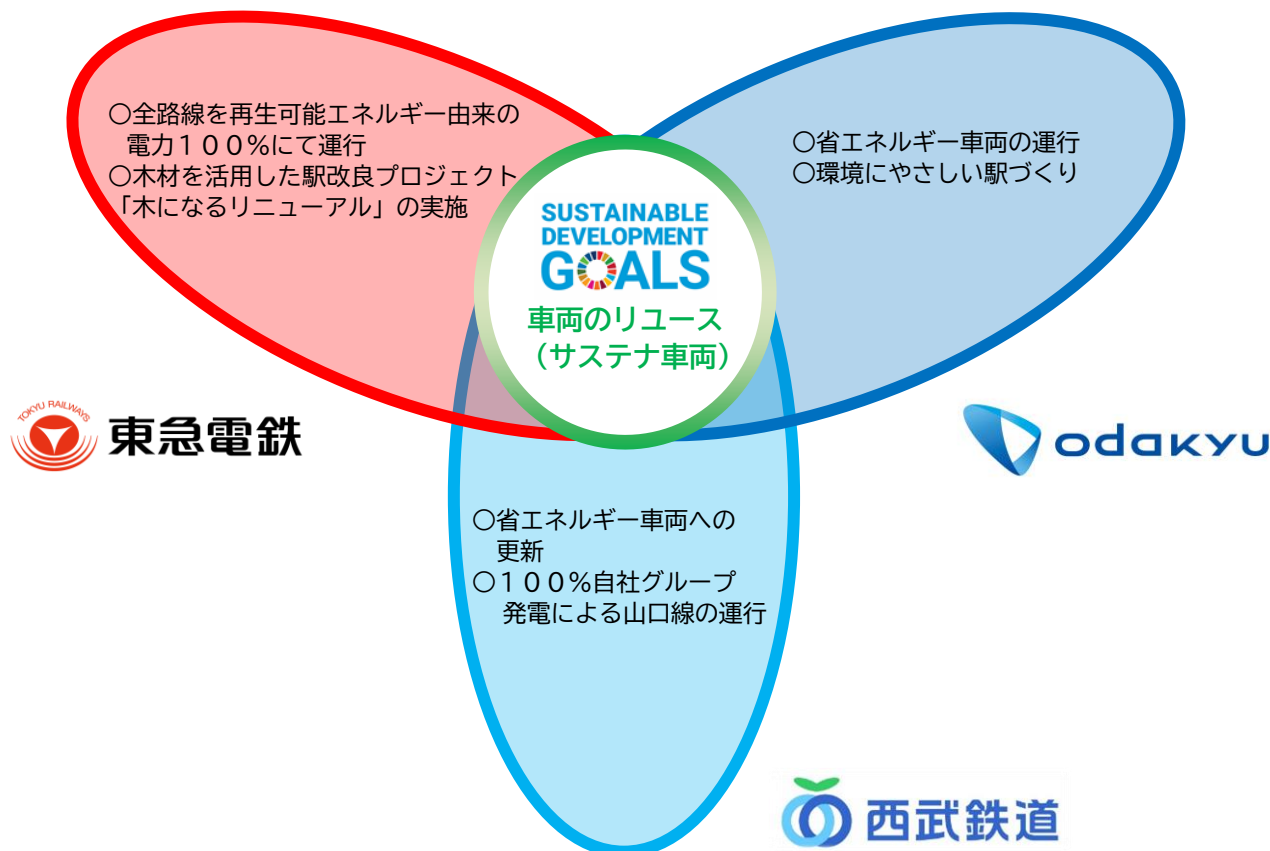 ○全路線を再生可能エネルギー由来の
電力１００％にて運行
○木材を活用した駅改良プロジェクト
「木になるリニューアル」の実施
○省エネルギー車両の運行
○環境にやさしい駅づくり
SUSTAINABLE
DEVELOPMENT
GOALS
車両のリユース
（サステナ車両）
TOKYU RAILWAYS
東急電鉄
odakyu
○省エネルギー車両への
更新
○１００％自社グループ
発電による山口線の運行
西武鉄道